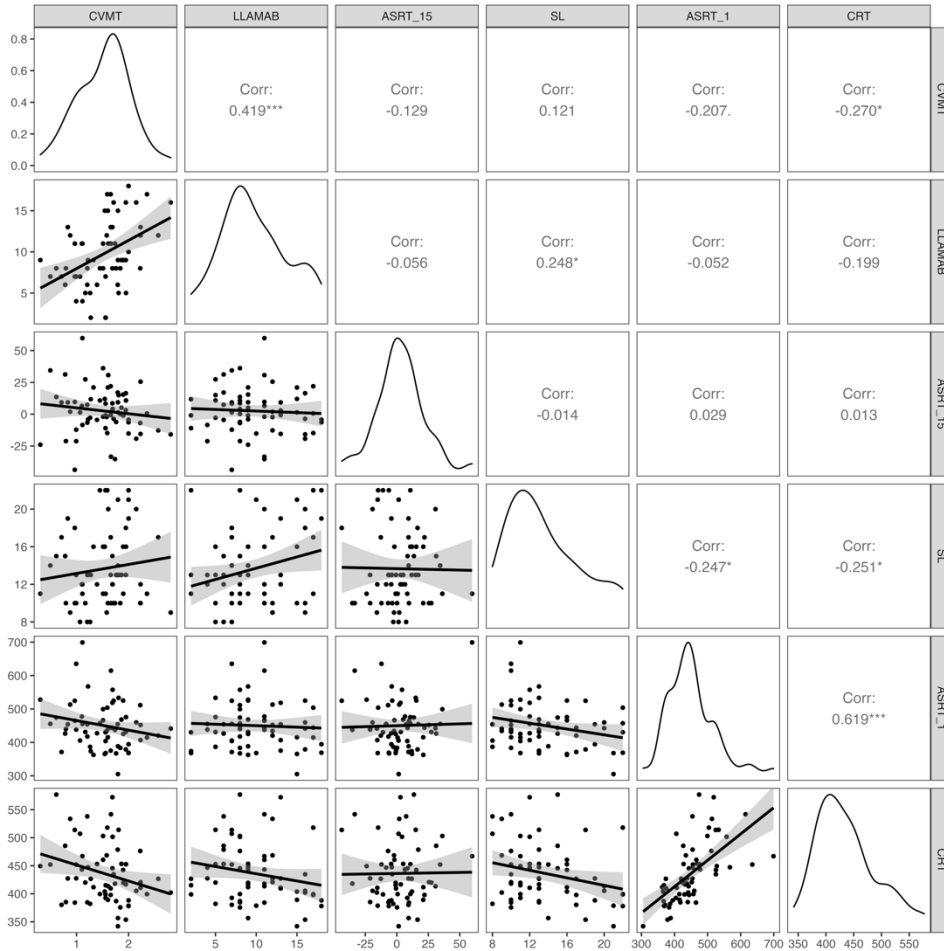 CVMT LLAMAB ASRT_15 SL ASRT_1 CRT
0.8
0.6
0.4
0.2
0.0
Corr:
0.419***
Corr:
-0.129
Corr:
0.121
Corr:
-0.207.
Corr:
-0.270*
CVMT
15
10
5
Corr:
-0.056
Corr:
0.248*
Corr:
-0.052
Corr:
-0.199
LLAMAB
50
25
0
-25
Corr:
-0.014
Corr:
0.029
Corr:
0.013
ASRT_15
20
16
12
8
Corr:
-0.247*
Corr:
-0.251*
SL
700
600
500
400
300
Corr:
0.619***
ASRT_1
550
500
450
400
350
CRT
1 2
5 10 15
-25 0 25 50
8 12 16 20
300 400 500 600 700
350 400 450 500 550